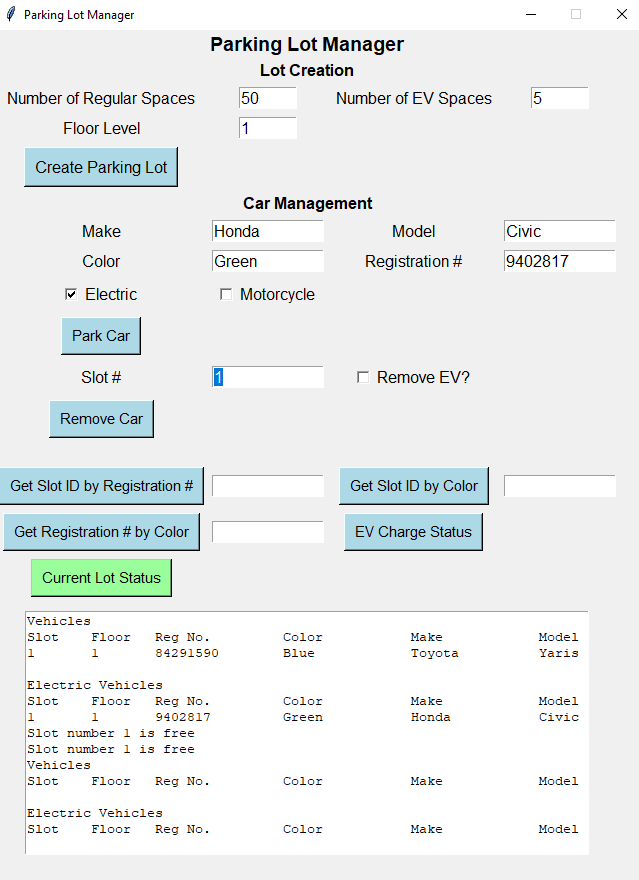 Parking Lot Manager
Parking Lot Manager
Lot Creation
Number of Regular Spaces 50 Number of EV Spaces 5
Floor Level 1
Create Parking Lot
Car Management
Make Honda Model Civic
Color Green Registration # 9402817
Electric Motorcycle
Park Car
Slot # 1 Remove EV?
Remove Car
Get Slot ID by Registration # Get Slot ID by Color
Get Registration # by Color EV Charge Status
Current Lot Status
Vehicles
Slot Floor Reg No. Color Make Model
1 1 84291590 Blue Toyota Yaris
Electric Vehicles
Slot Floor Reg No. Color Make Model
1 1 9402817 Green Honda Civic
Slot number 1 is free
Slot number 1 is free
Vehicles
Slot Floor Reg No. Color Make Model
Electric Vehicles
Slot Floor Reg No. Color Make Model